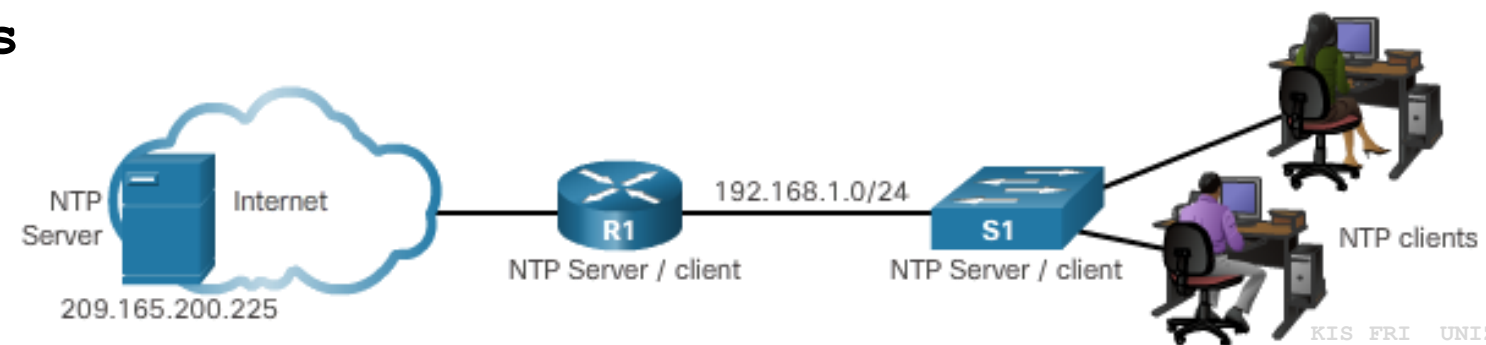 s
NTP
Server
Internet
209.165.200.225
R1
NTP Server / client
192.168.1.0/24
S1
NTP Server / client
NTP clients
KIS FRI UNI